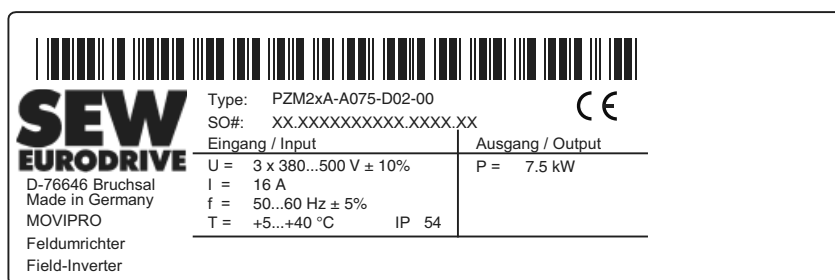 Type: PZM2xA-A075-D02-00
CE
SO#: XX.XXXXXXXXXX.XXXX.XX
SEW
EURODRIVE
Eingang / Input Ausgang / Output
U = 3 x 380...500 V ± 10% P = 7.5 kW
I = 16 A
f = 50...60 Hz ± 5%
T = +5...+40 °C IP 54
D-76646 Bruchsal
Made in Germany
MOVIPRO
Feldumrichter
Field-Inverter